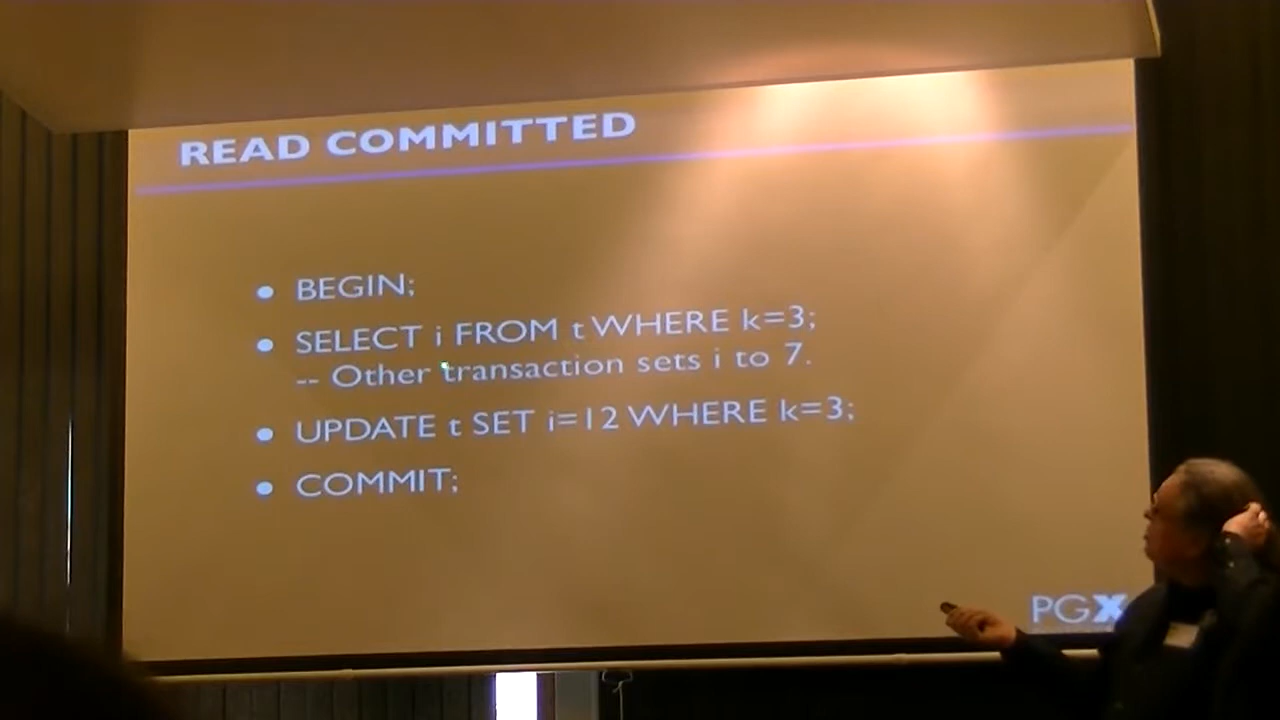 READ COMMITTED
BEGIN;
SELECT i FROM t WHERE k=3;
-- Other transaction sets i to 7.
UPDATE t SET i=12 WHERE k=3;
COMMIT;
PGX